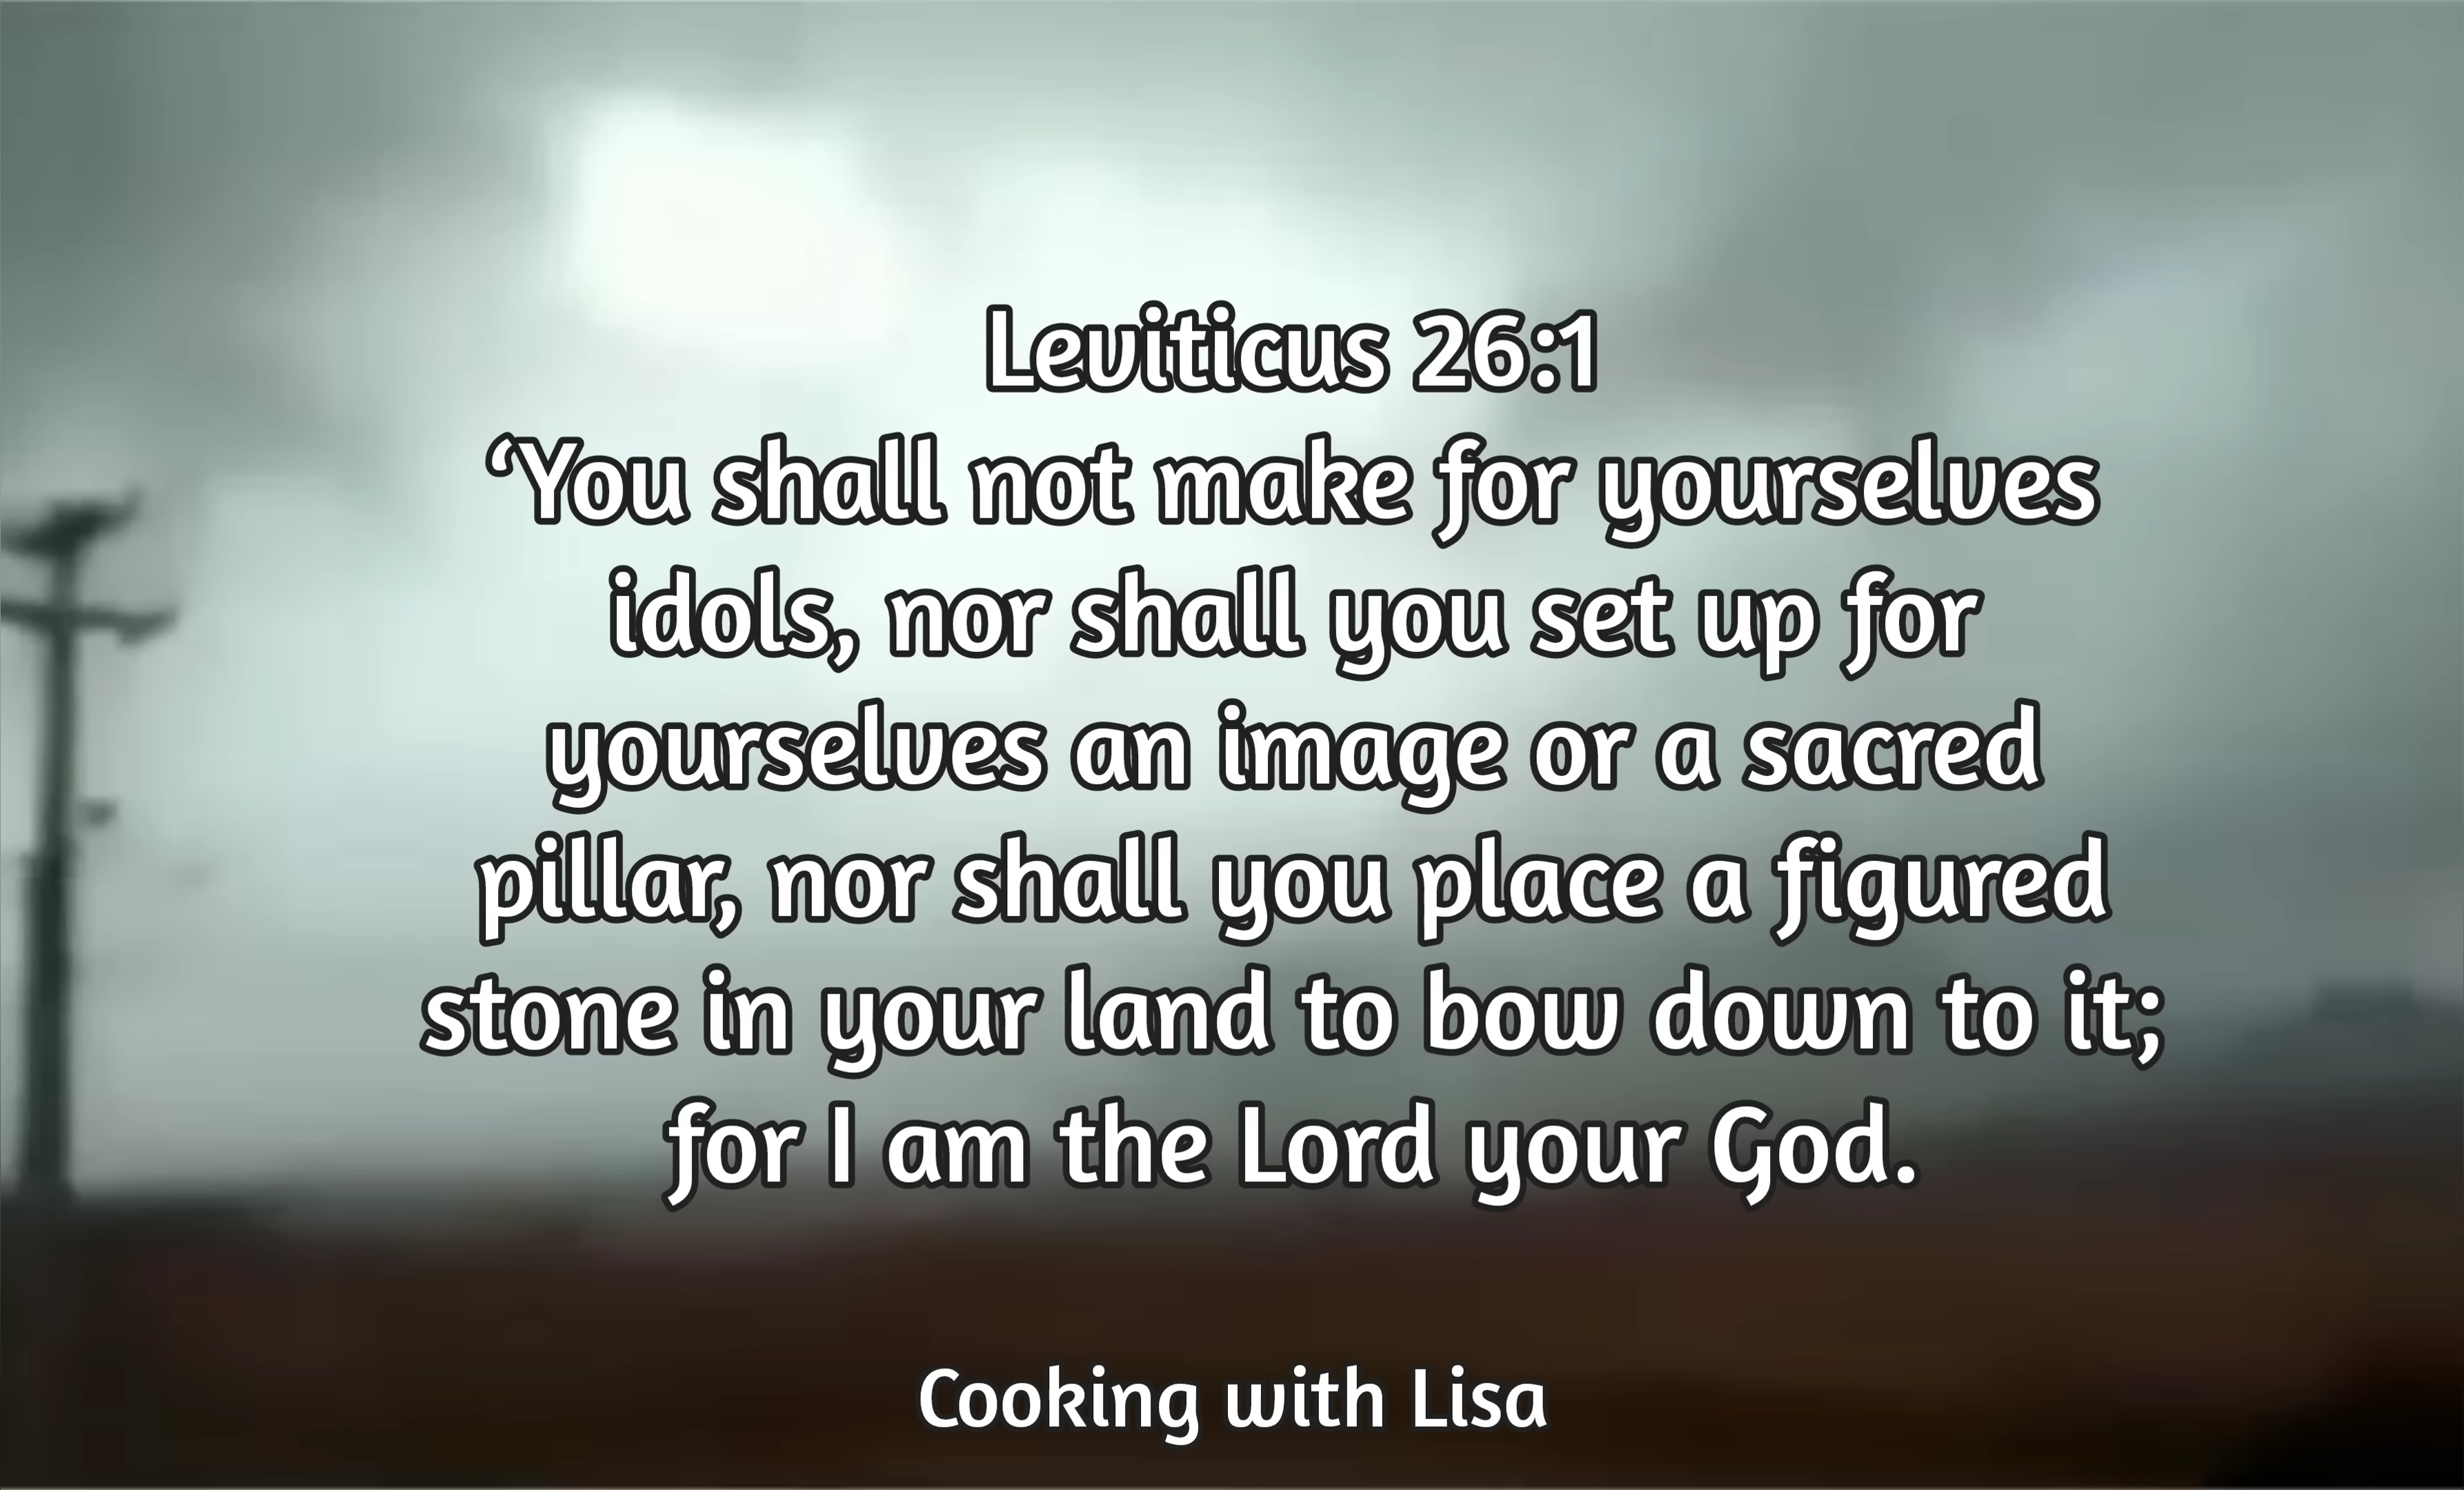 Leviticus 26:1
‘You shall not make for yourselves
idols, nor shall you set up for
yourselves an image or a sacred
pillar, nor shall you place a figured
stone in your land to bow down to it;
for I am the Lord your God.
Cooking with Lisa